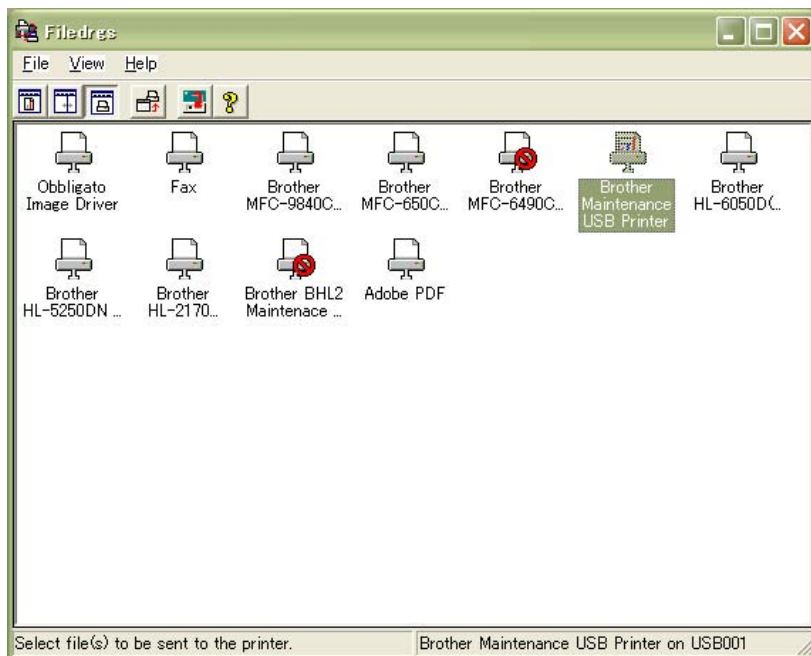 Filedrgs
File View Help
Obbligato
Image Driver
Fax
Brother
MFC-9840C...
Brother
MFC-650C...
Brother
MFC-6490C...
Brother
Maintenance
USB Printer
Brother
HL-6050D(...
Brother
HL-5250DN ...
Brother
HL-2170...
Brother BHL2
Maintenace ...
Adobe PDF
Select file(s) to be sent to the printer.
Brother Maintenance USB Printer on USB001